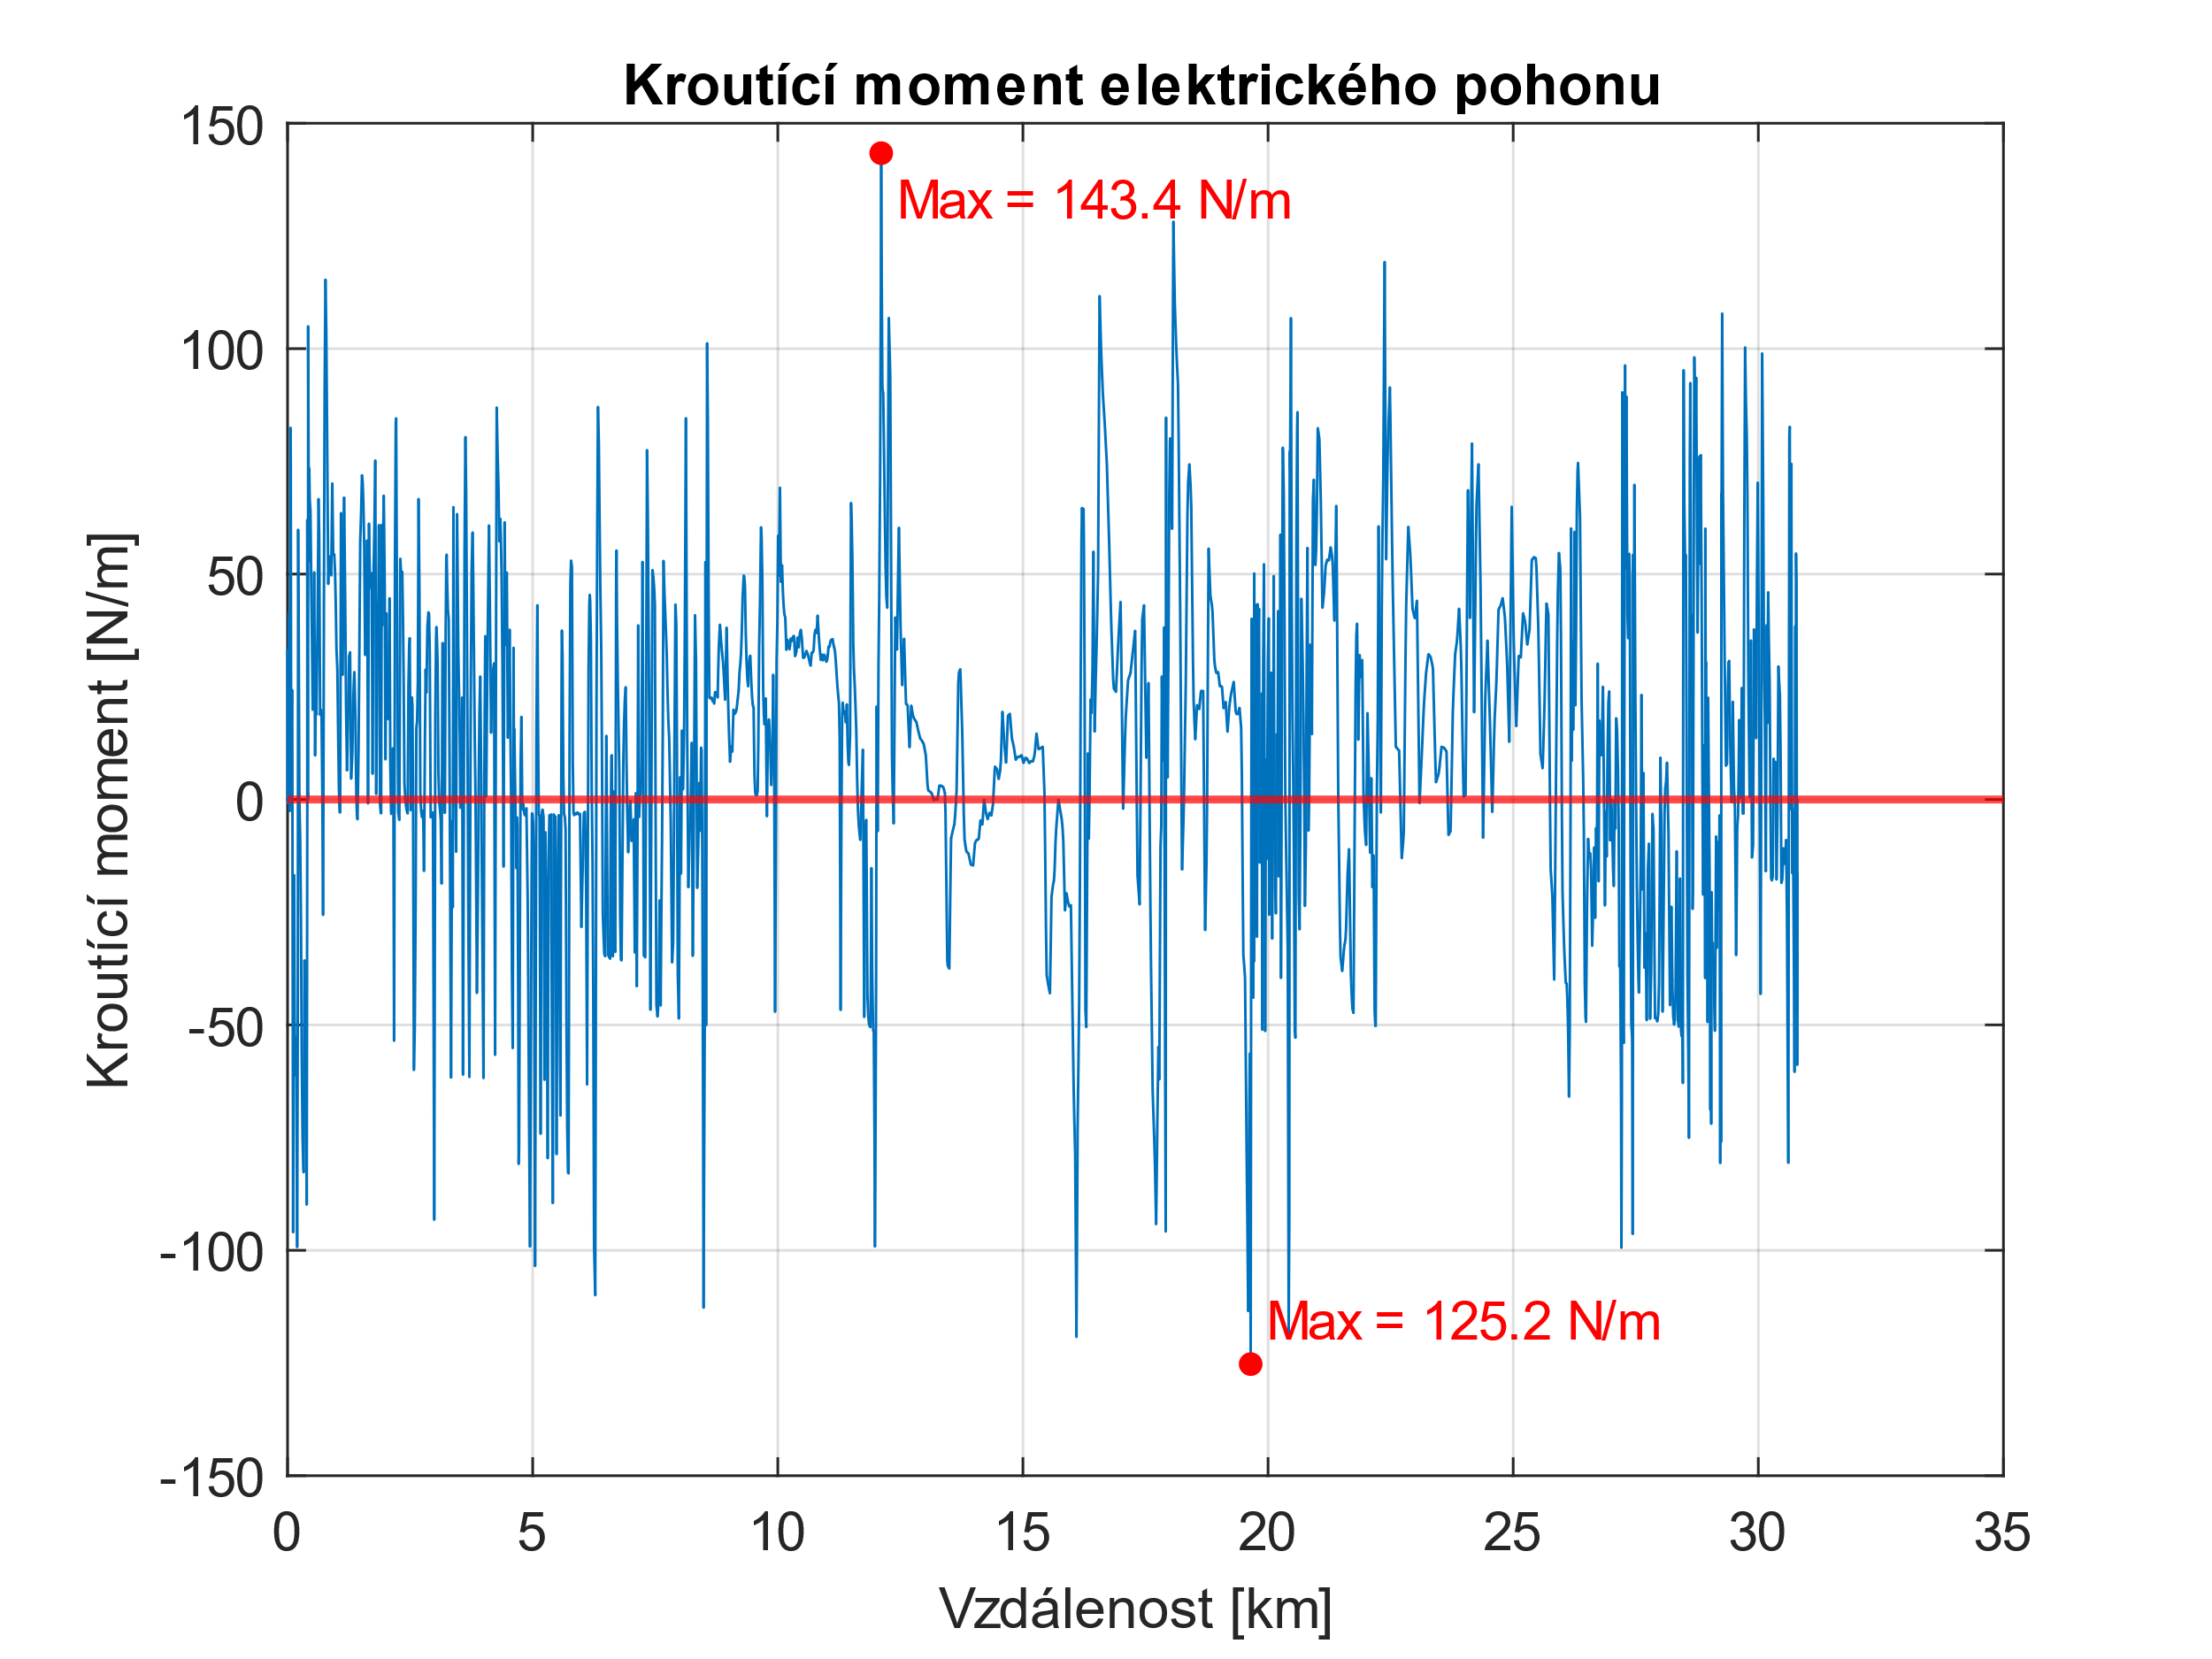 Kroutící moment elektrického pohonu
150
100
50
0
-50
-100
-150
Kroutící moment [N/m]
Max = 143.4 N/m
Max = 125.2 N/m
0 5 10 15 20 25 30 35
Vzdálenost [km]